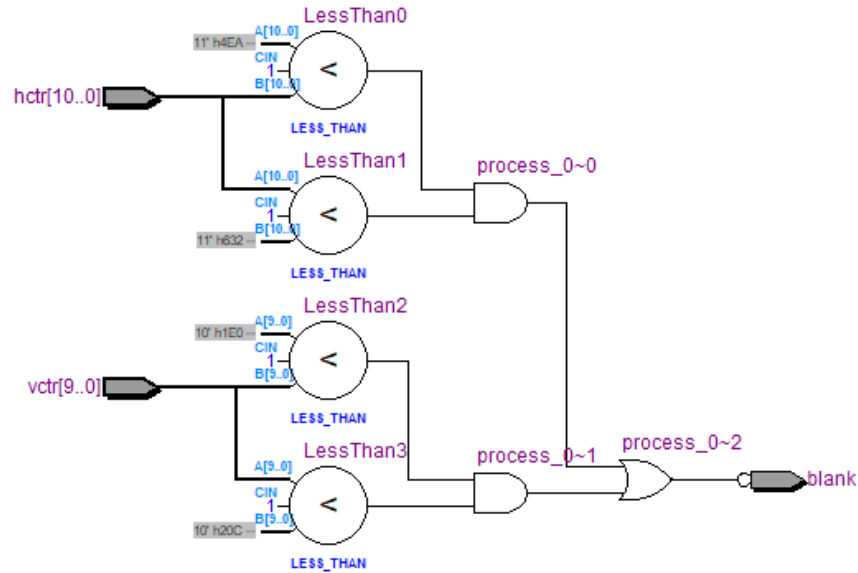 LessThan0
A[10..0]
11' h4EA --
CIN
1
<
B[10..0]
hctr[10..0]
LESS_THAN
LessThan1
process_0~0
A[10..0]
CIN
1
<
B[10..0]
11' h632 --
LESS_THAN
LessThan2
A[9..0]
10' h1E0 --
CIN
1
<
B[9..0]
vctr[9..0]
LESS_THAN
LessThan3
process_0~1
process_0~2
A[9..0]
blank
CIN
1
<
B[9..0]
10' h20C --
LESS_THAN